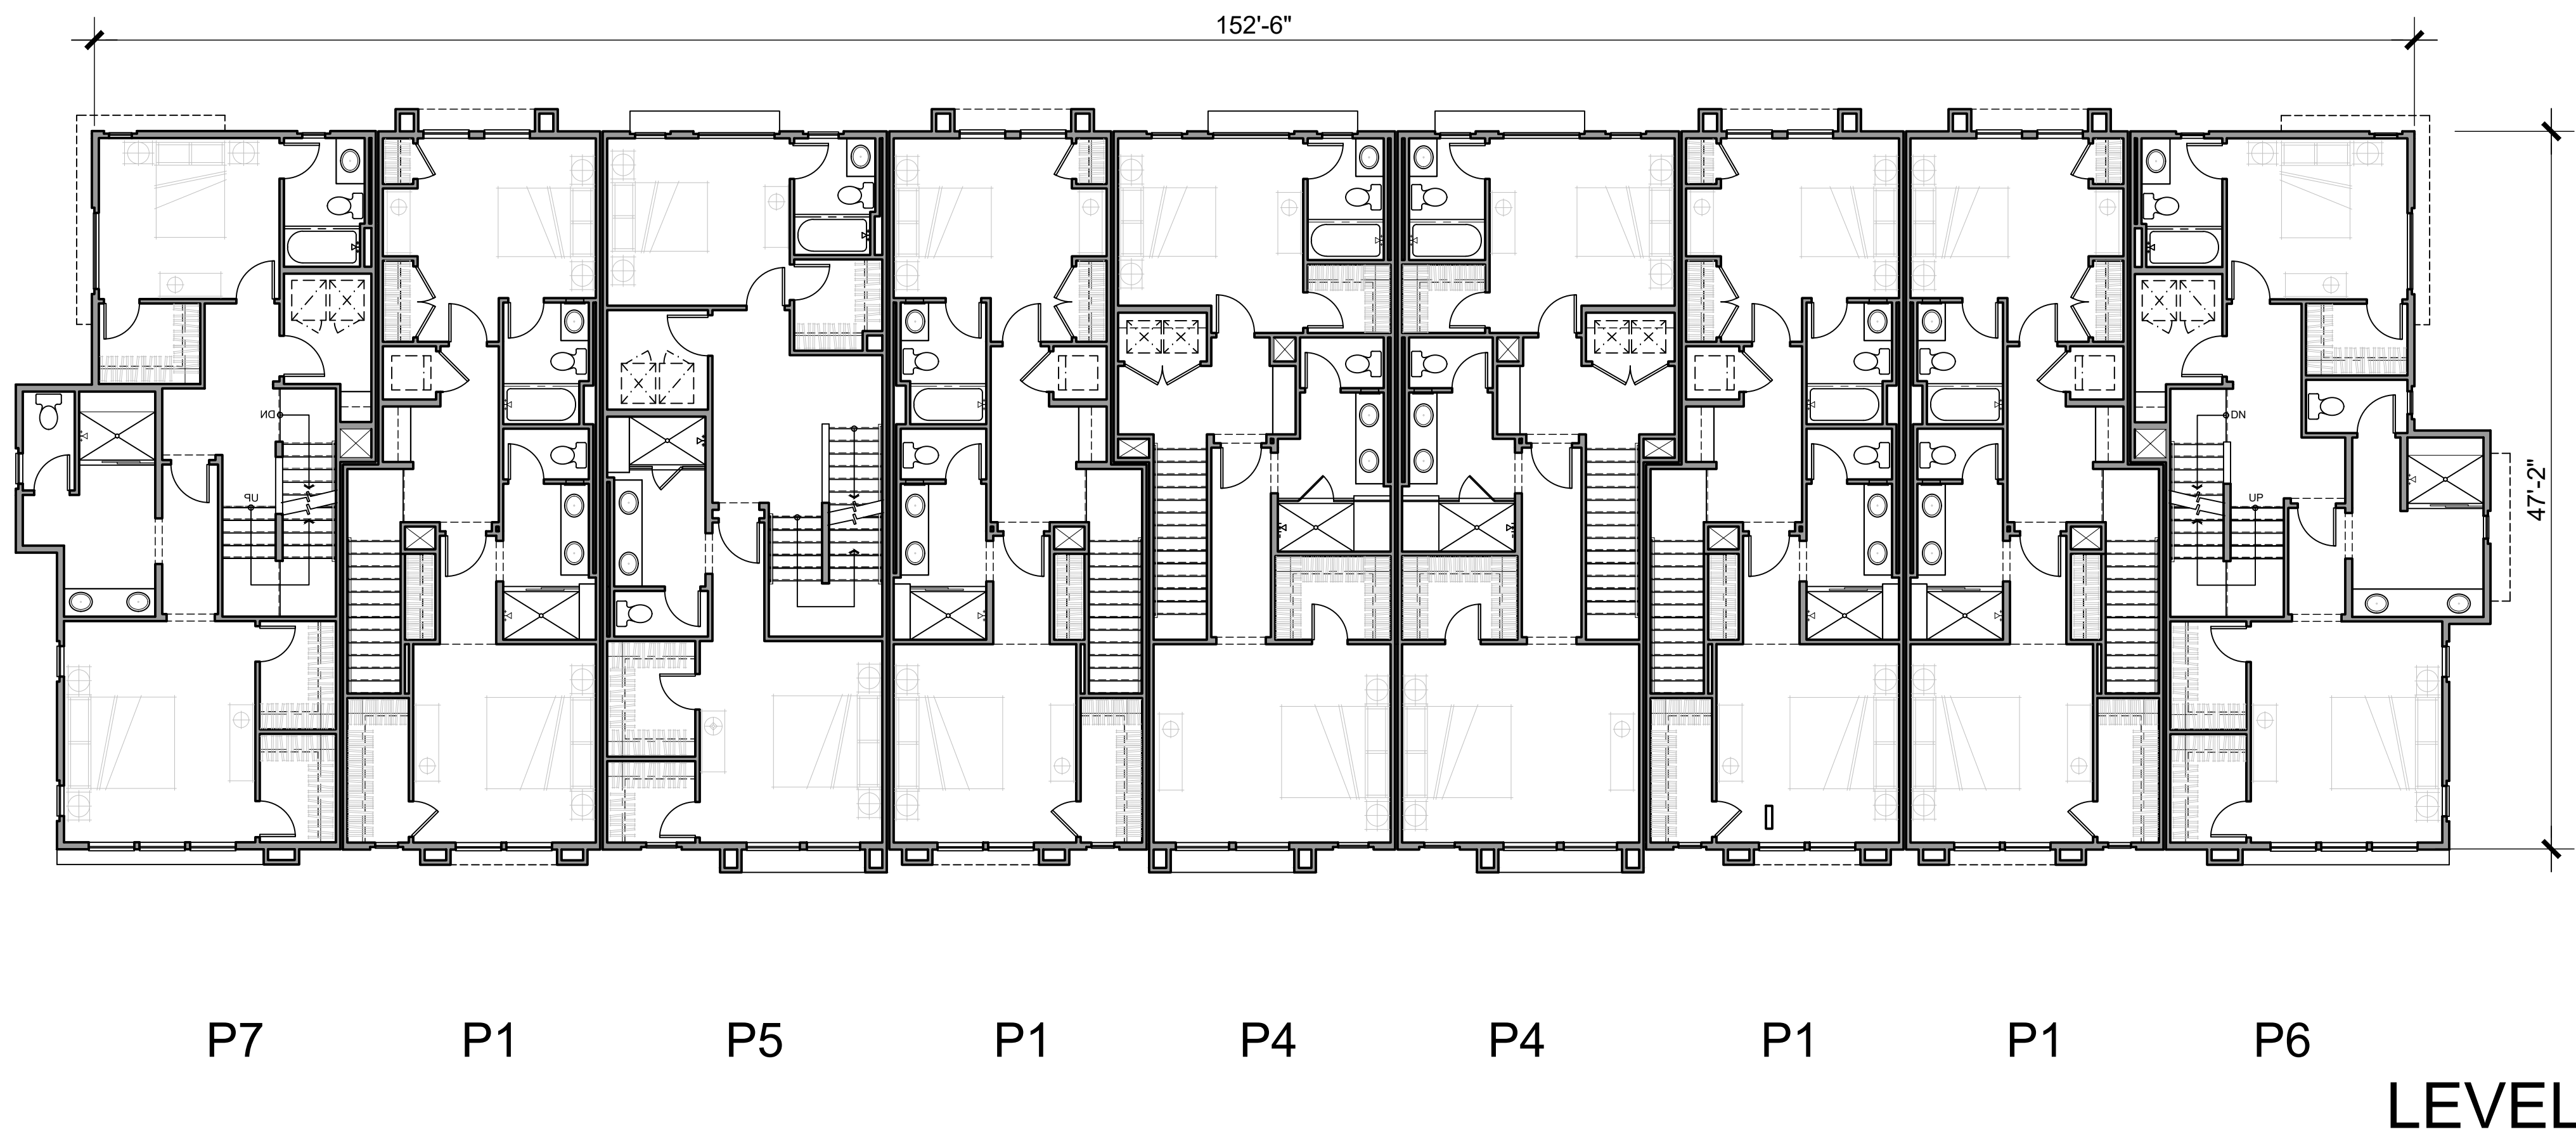 152'-6"
DN
UP
DN
UP
47'-2"
P7 P1 P5 P1 P4 P4 P1 P1 P6
LEVEL